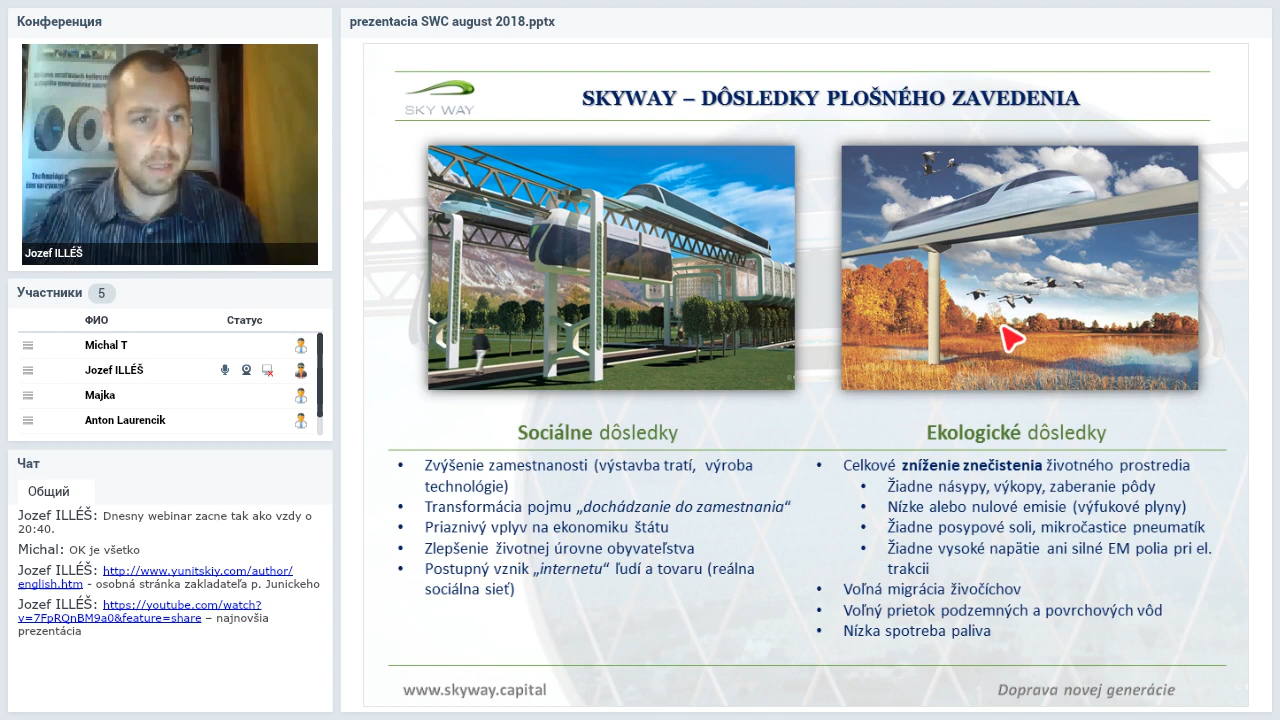 Конференция
Jozef ILLÉŠ
Участники 5
ФИО Статус
Michal T
Jozef ILLÉŠ
Majka
Anton Laurencik
Чат
Общий
Jozef ILLÉŠ: Dnesny webinar zacne tak ako vzdy o
20:40.
Michal: OK je všetko
Jozef ILLÉŠ: http://www.yunitskiy.com/author/
english.htm - osobná stránka zakladateľa p. Junickeho
Jozef ILLÉŠ: https://youtube.com/watch?
v=7FpRQnBM9a0&feature=share – najnovšia
prezentácia
prezentacia SWC august 2018.pptx
SKY WAY
SKYWAY – DÔSLEDKY PLOŠNÉHO ZAVEDENIA
Sociálne dôsledky
• Zvýšenie zamestnanosti (výstavba tratí, výroba
technológie)
• Transformácia pojmu „dochádzanie do zamestnania“
• Priaznivý vplyv na ekonomiku štátu
• Zlepšenie životnej úrovne obyvateľstva
• Postupný vznik „internetu“ ľudí a tovaru (reálna
sociálna sieť)
Ekologické dôsledky
• Celkové zníženie znečistenia životného prostredia
• Žiadne násypy, výkopy, zaberanie pôdy
• Nízke alebo nulové emisie (výfukové plyny)
• Žiadne posypové soli, mikročastice pneumatík
• Žiadne vysoké napätie ani silné EM polia pri el.
trakcii
• Voľná migrácia živočíchov
• Voľný prietok podzemných a povrchových vôd
• Nízka spotreba paliva
www.skyway.capital
Doprava novej generácie